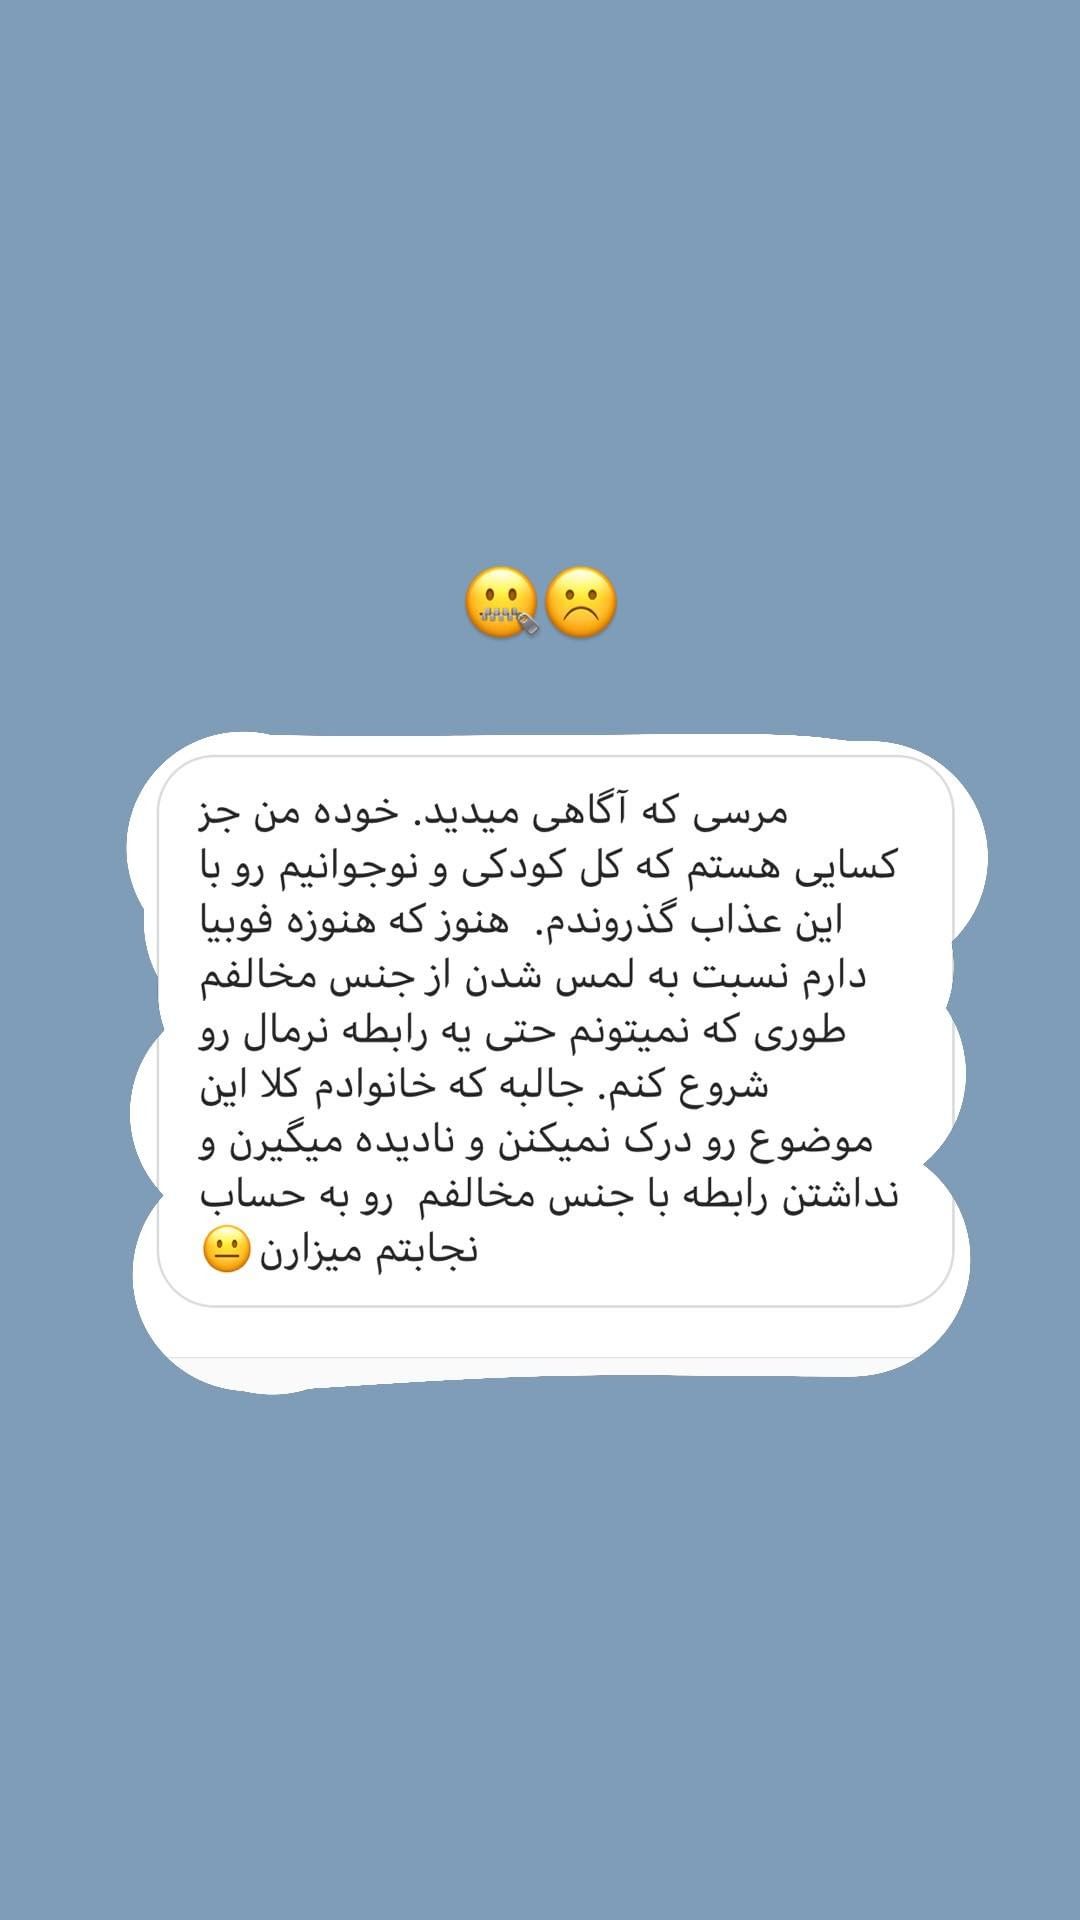 🤐☹️
مرسی که آگاهی میدید. خوده من جز
کسایی هستم که کل کودکی و نوجوانیم رو با
این عذاب گذروندم.  هنوز که هنوزه فوبیا
دارم نسبت به لمس شدن از جنس مخالفم
طوری که نمیتونم حتی یه رابطه نرمال رو
شروع کنم. جالبه که خانوادم کلا این
موضوع رو درک نمیکنن و نادیده میگیرن و
نداشتن رابطه با جنس مخالفم  رو به حساب
نجابتم میزارن 😐